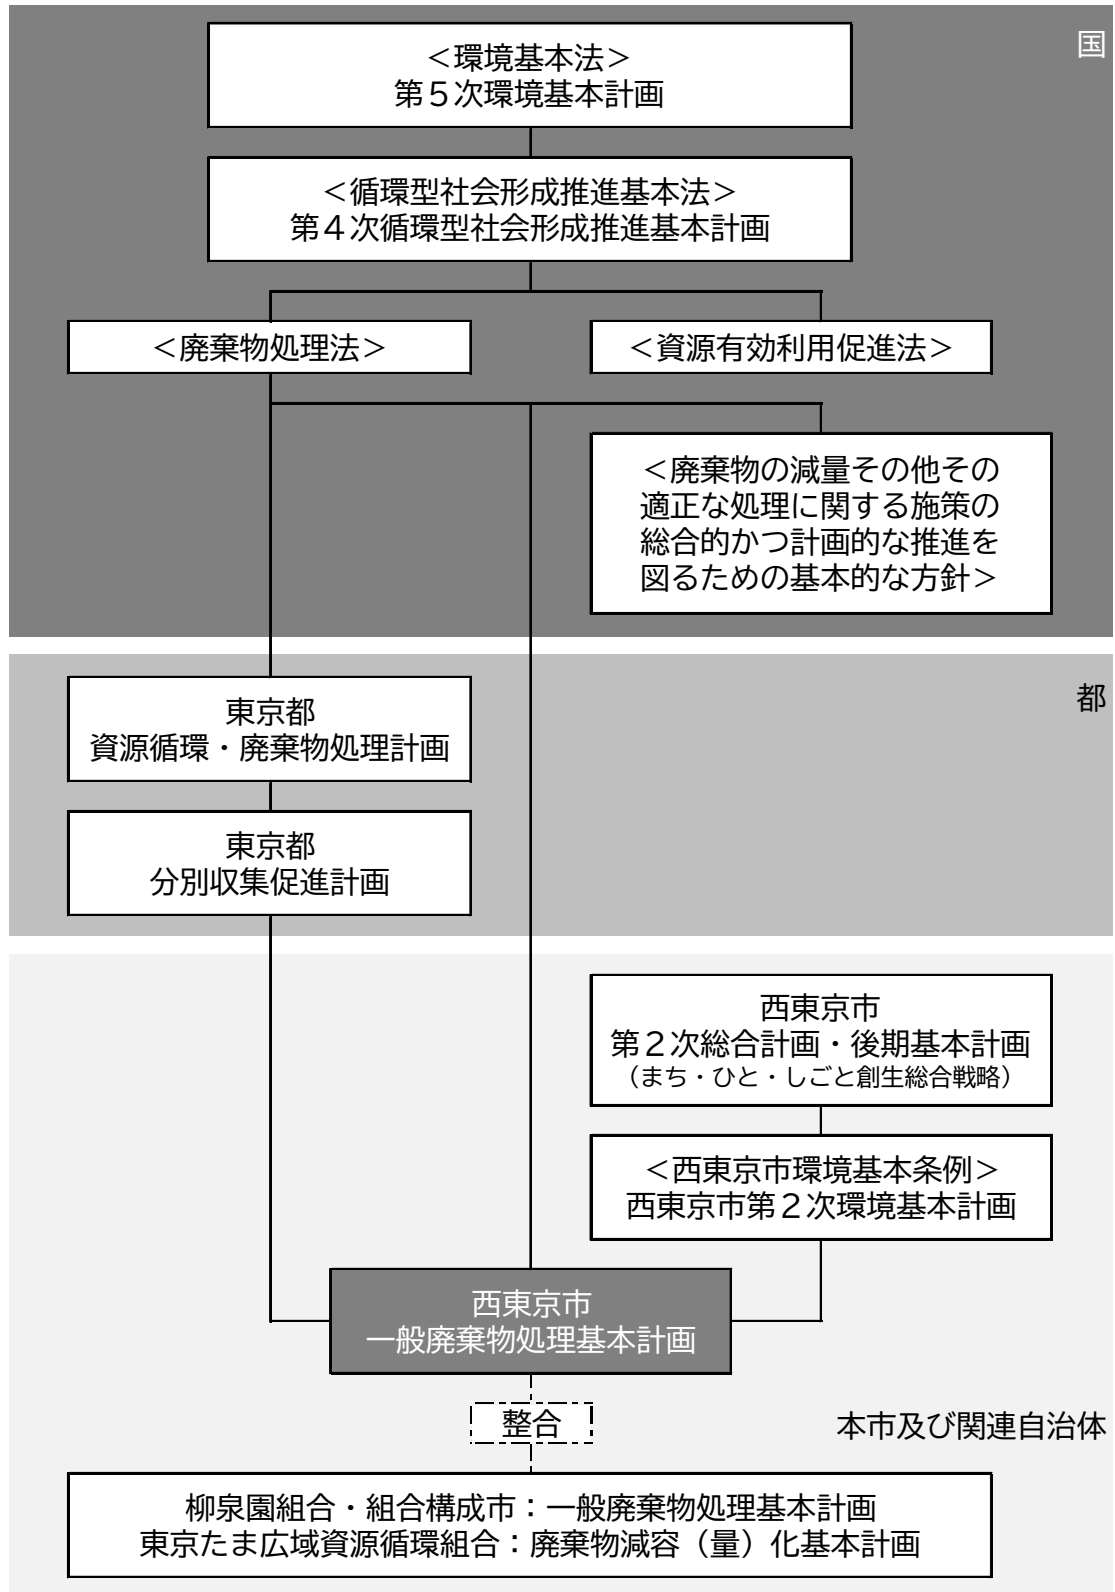 国
＜環境基本法＞
第５次環境基本計画
＜循環型社会形成推進基本法＞
第４次循環型社会形成推進基本計画
＜廃棄物処理法＞
＜資源有効利用促進法＞
＜廃棄物の減量その他その
適正な処理に関する施策の
総合的かつ計画的な推進を
図るための基本的な方針＞
都
東京都
資源循環・廃棄物処理計画
東京都
分別収集促進計画
西東京市
第２次総合計画・後期基本計画
（まち・ひと・しごと創生総合戦略）
＜西東京市環境基本条例＞
西東京市第２次環境基本計画
西東京市
一般廃棄物処理基本計画
整合
本市及び関連自治体
柳泉園組合・組合構成市：一般廃棄物処理基本計画
東京たま広域資源循環組合：廃棄物減容（量）化基本計画